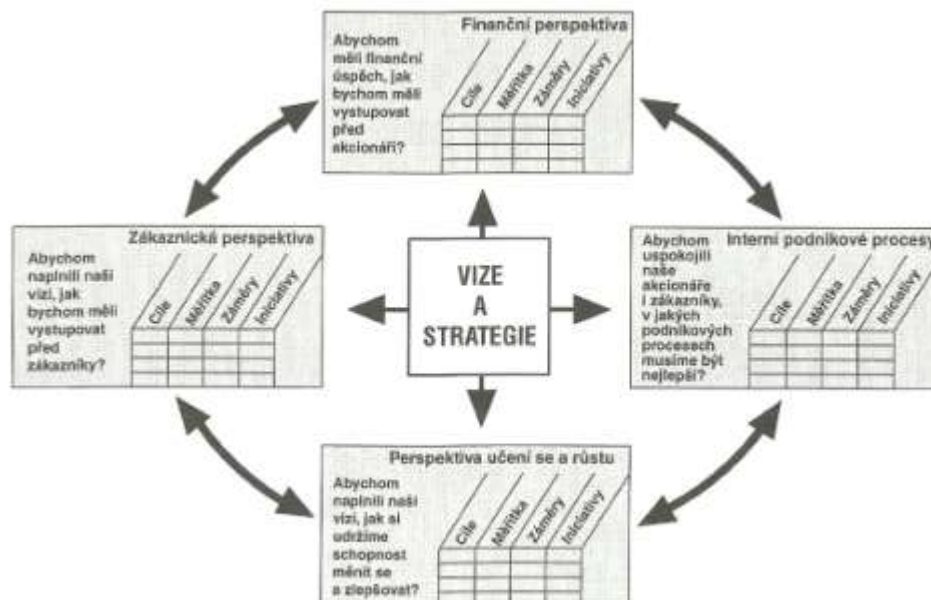 Finanční perspektiva
Abychom
měli finanční
úspěch, jak
bychom měli
vystupovat
před
akcionáři?
Cíle
Měřítka
Záměry
Iniciativy
Zákaznická perspektiva
Abychom
naplnili naši
vizi, jak
bychom měli
vystupovat
před
zákazníky?
Cíle
Měřítka
Záměry
Iniciativy
VIZE
A
STRATEGIE
Interní podnikové procesy
Abychom
uspokojili
naše
akcionáře
i zákazníky,
v jakých
podnikových
procesech
musíme být
nejlepší?
Cíle
Měřítka
Záměry
Iniciativy
Perspektiva učení se a růstu
Abychom
naplnili naši
vizi, jak si
udržíme
schopnost
měnit se
a zlepšovat?
Cíle
Měřítka
Záměry
Iniciativy